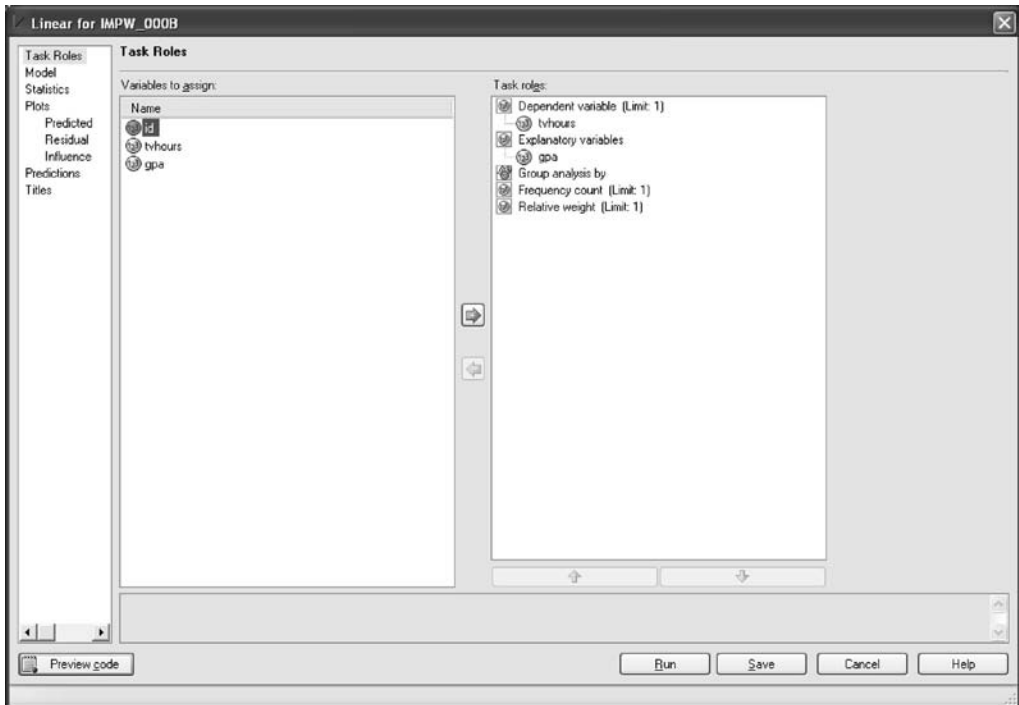 Linear for IMPW_000B
Task Roles
Model
Statistics
Plots
Predicted
Residual
Influence
Predictions
Titles
Task Roles
Variables to assign:
Name
id
tvhours
gpa
Task roles:
Dependent variable (Limit: 1)
tvhours
Explanatory variables
gpa
Group analysis by
Frequency count (Limit: 1)
Relative weight (Limit: 1)
Preview code
Run
Save
Cancel
Help